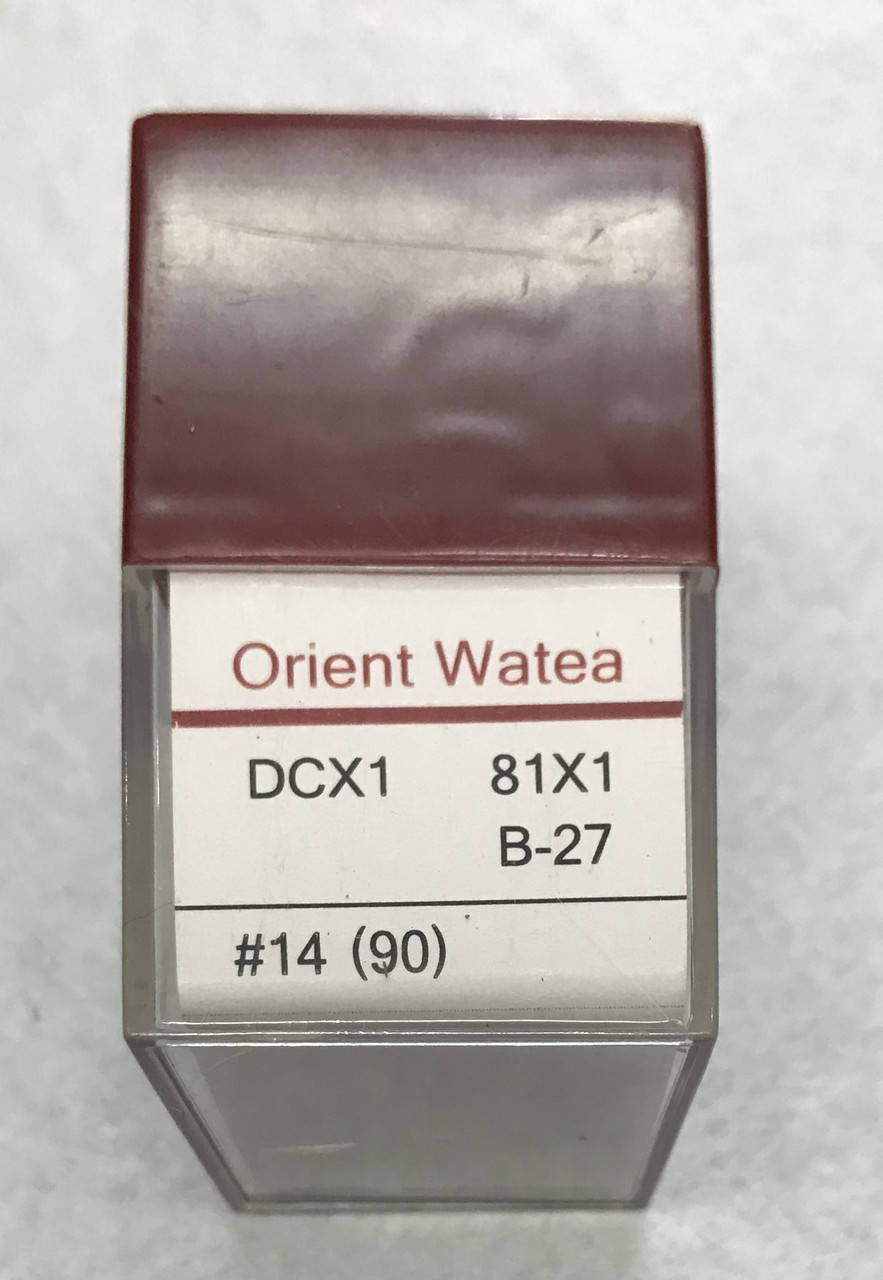 Orient Watea
DCX1 81X1
B-27
#14 (90)